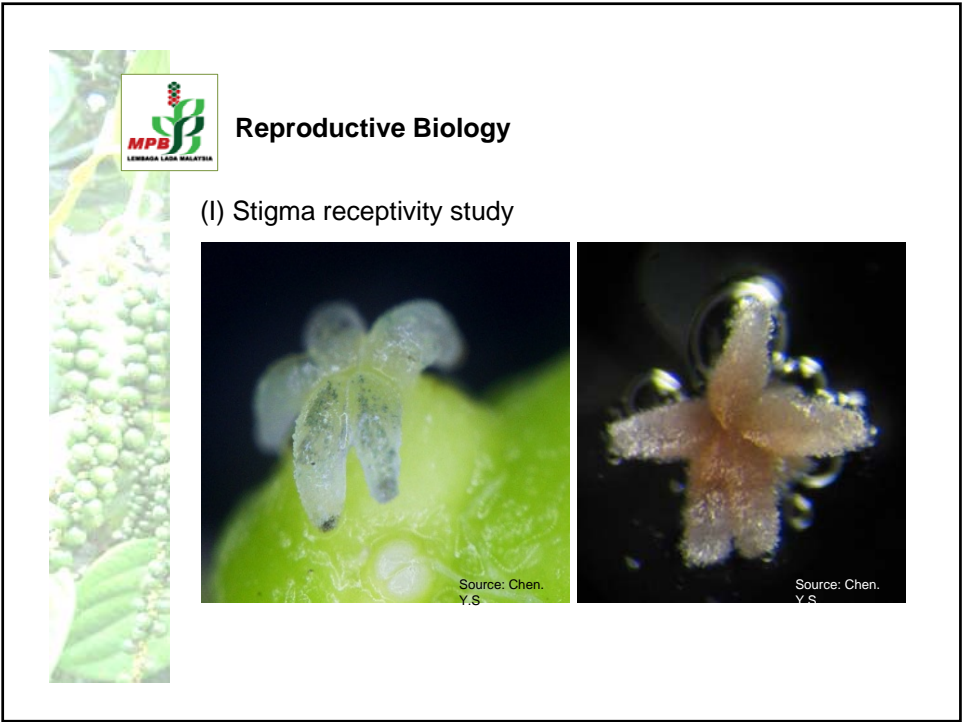 MPB
LEMBAGA LADA MALAYSIA
Reproductive Biology
(I) Stigma receptivity study
Source: Chen.
Y.S
Source: Chen.
Y.S